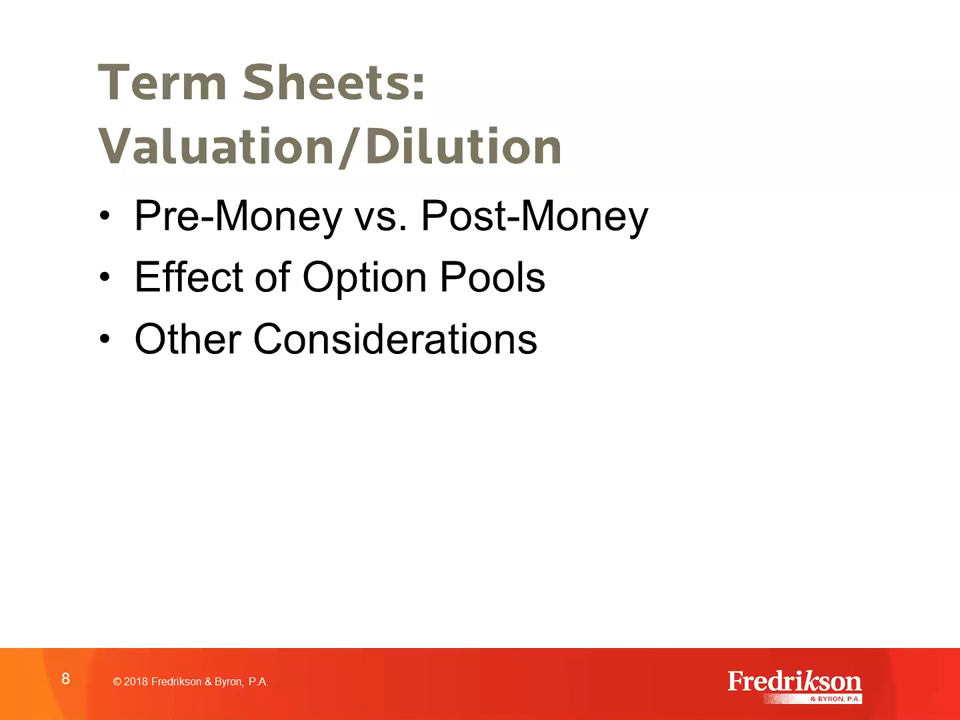 Term Sheets:
Valuation/Dilution
• Pre-Money vs. Post-Money
• Effect of Option Pools
• Other Considerations
8
© 2018 Fredrikson & Byron, P.A.
Fredrikson
& BYRON, P.A.